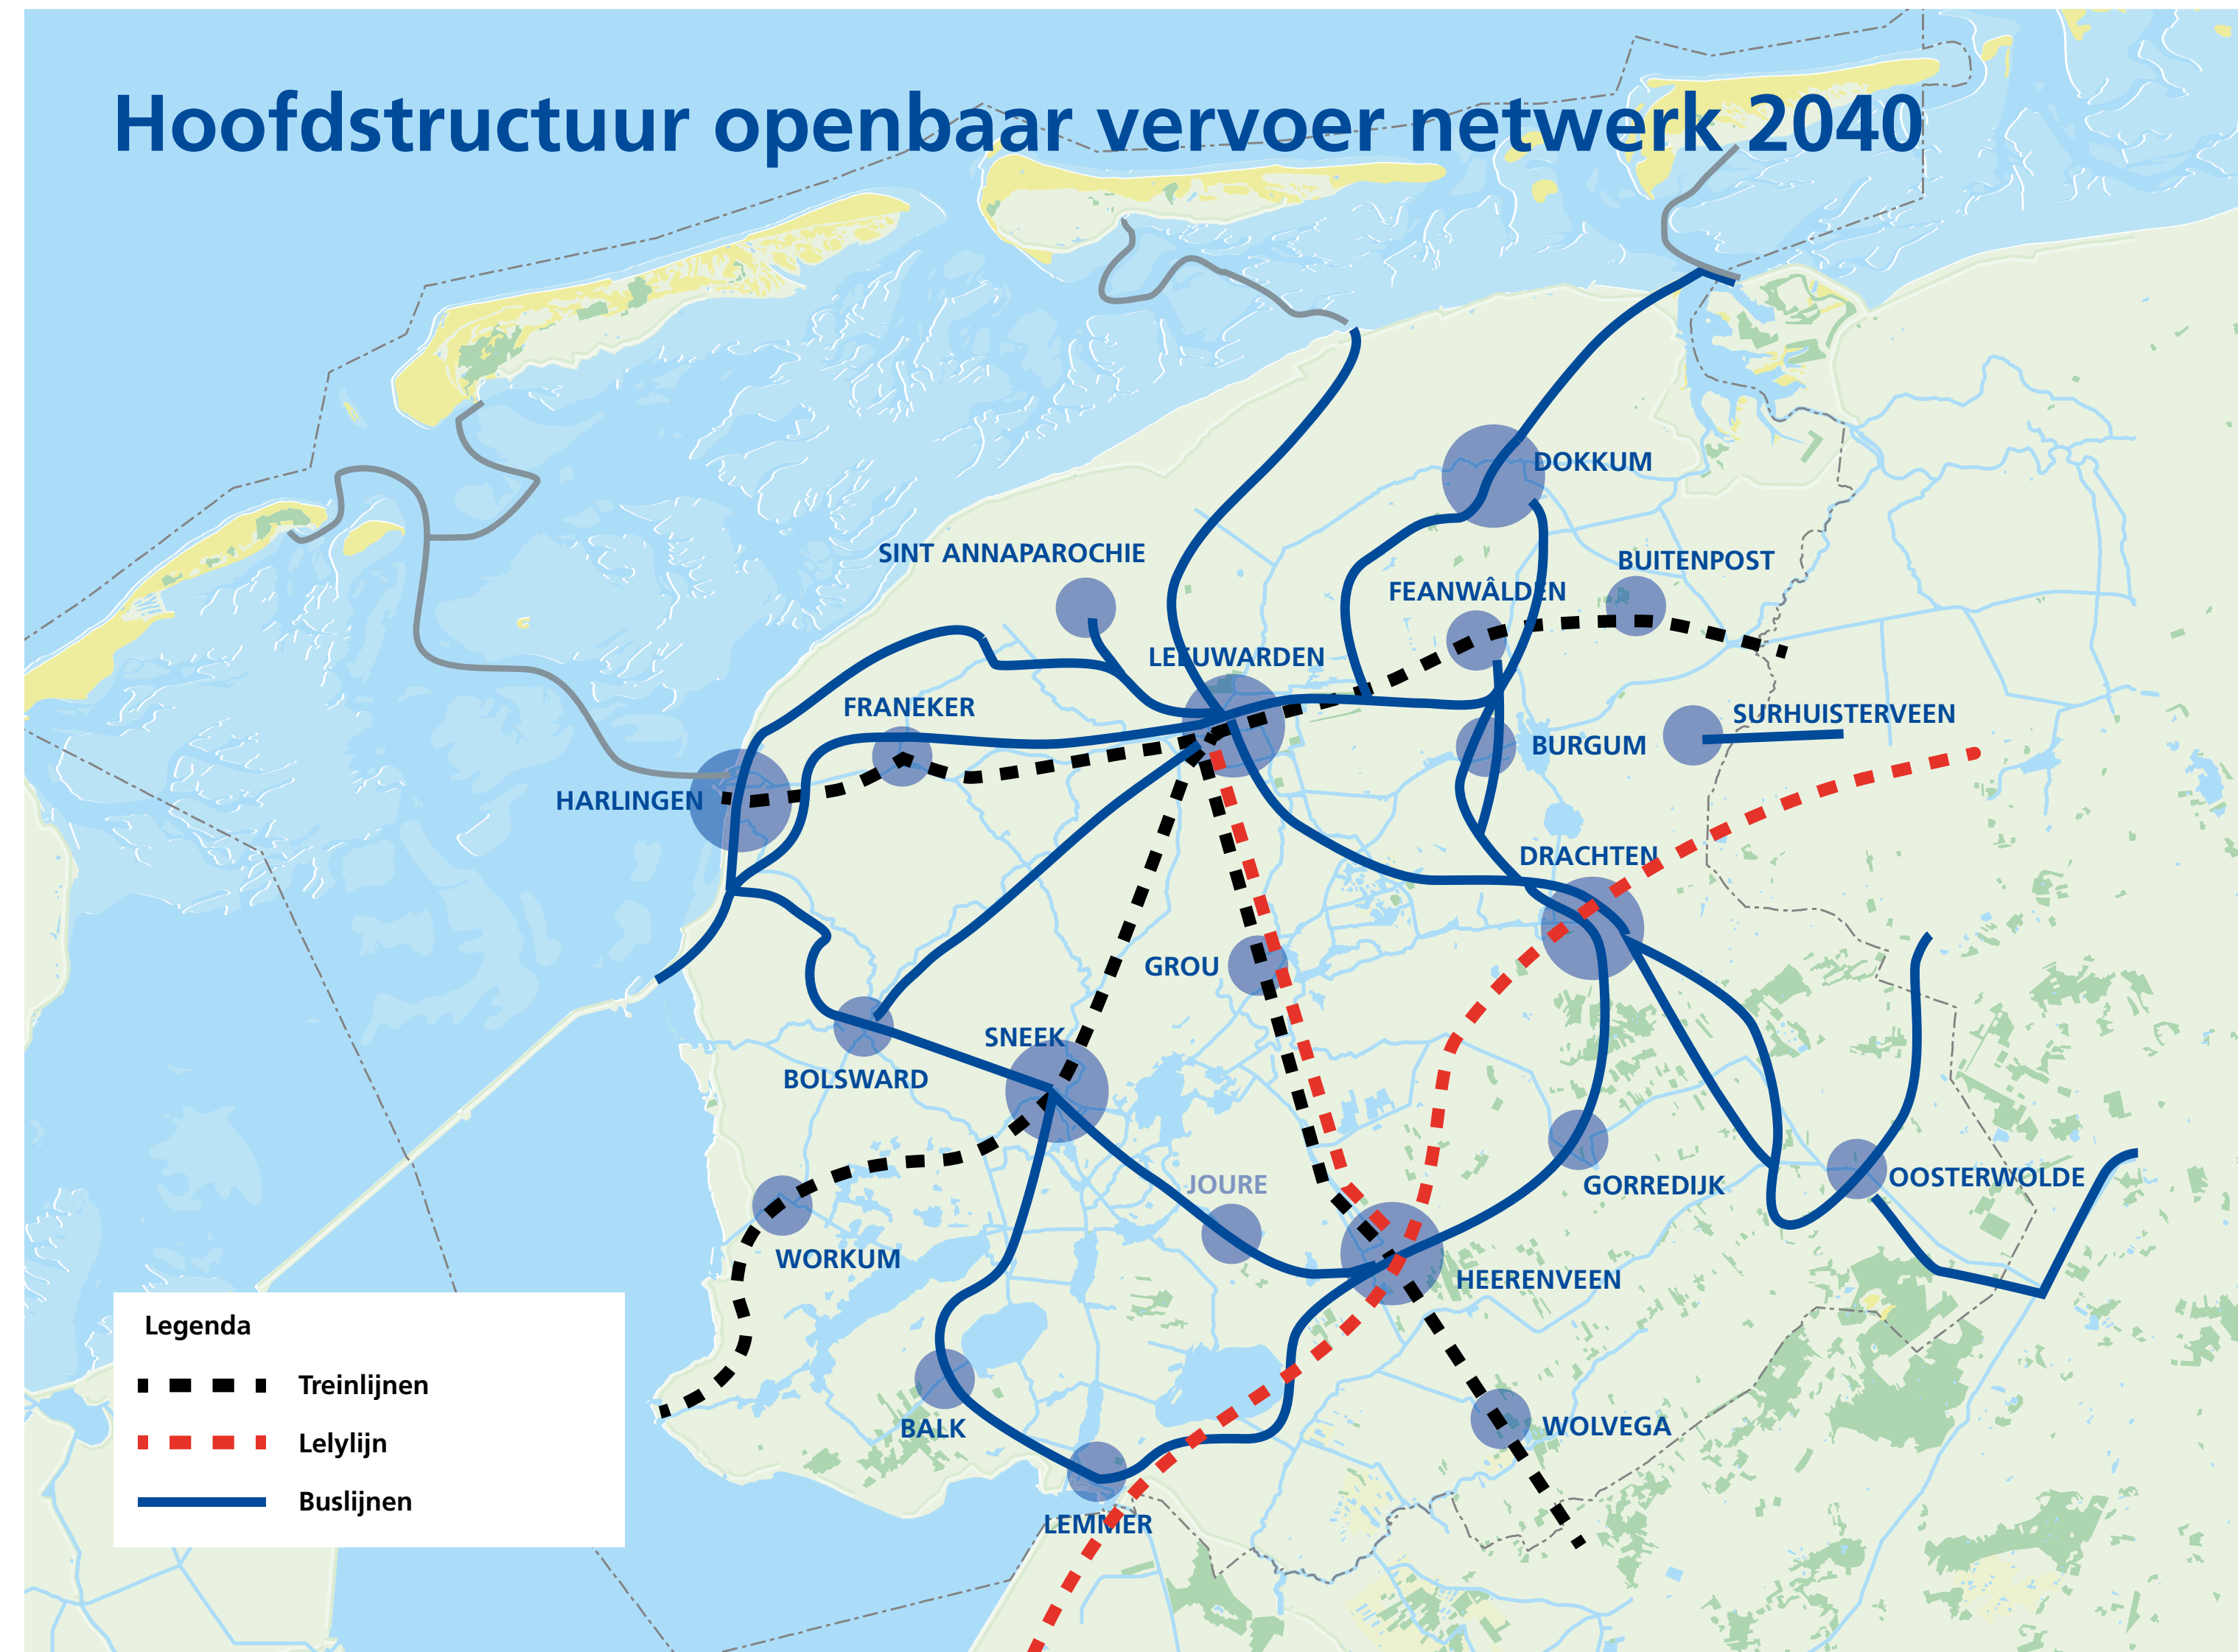 Hoofdstructuur openbaar vervoer netwerk 2040
DOKKUM
SINT ANNAPAROCHIE
BUITENPOST
FEANWÂLDEN
LEEUWARDEN
FRANEKER
SURHUISTERVEEN
BURGUM
HARLINGEN
DRACHTEN
GROU
SNEEK
BOLSWARD
JOURE
GORREDIJK
OOSTERWOLDE
WORKUM
HEERENVEEN
BALK
WOLVEGA
LEMMER
Legenda
Treinlijnen
Lelylijn
Buslijnen